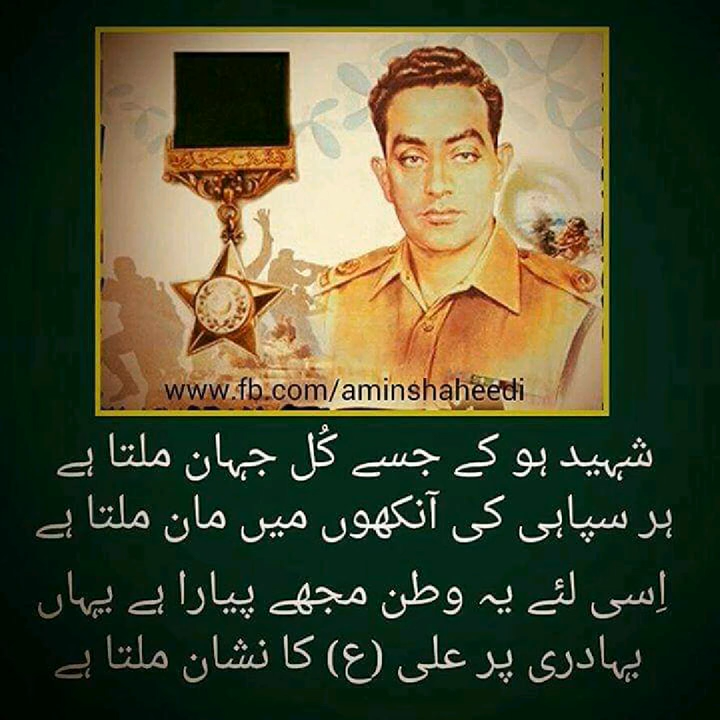 www.fb.com/aminshaheedi
شہید ہو کے جسے کُل جہان ملتا ہے
ہر سپاہی کی آنکھوں میں مان ملتا ہے
اِسی لئے یہ وطن مجھے پیارا ہے یہاں
بہادری پر علی (ع) کا نشان ملتا ہے